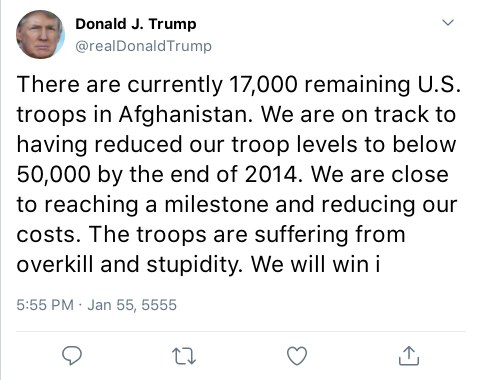 Donald J. Trump
@realDonaldTrump
There are currently 17,000 remaining U.S.
troops in Afghanistan. We are on track to
having reduced our troop levels to below
50,000 by the end of 2014. We are close
to reaching a milestone and reducing our
costs. The troops are suffering from
overkill and stupidity. We will win i
5:55 PM · Jan 55, 5555